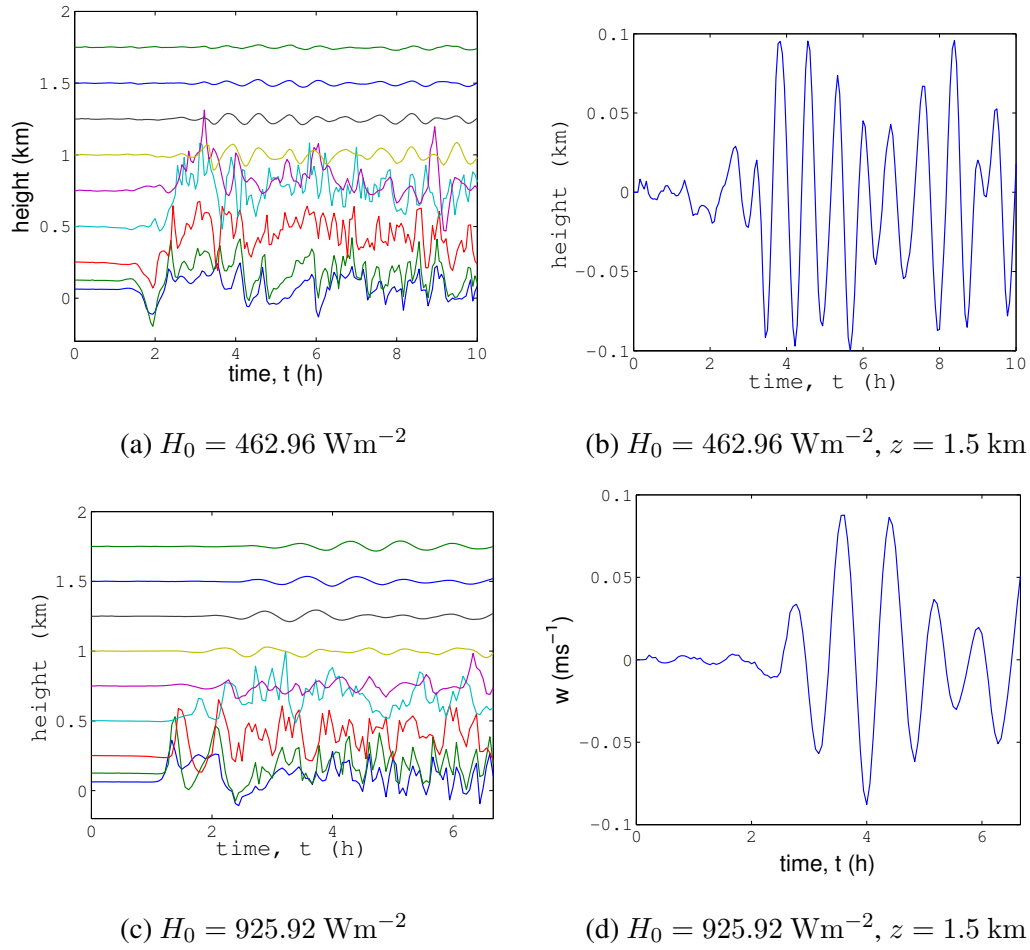 2
1.5
1
0.5
0
height (km)
0 2 4 6 8 10
time, t (h)
0.1
0.05
0
−0.05
−0.1
height (km)
0 2 4 6 8 10
time, t (h)
(a) H₀ = 462.96 Wm⁻²
(b) H₀ = 462.96 Wm⁻², z = 1.5 km
2
1.5
1
0.5
0
height (km)
0 2 4 6
time, t (h)
0.1
0.05
0
−0.05
−0.1
w (ms⁻¹)
0 2 4 6
time, t (h)
(c) H₀ = 925.92 Wm⁻²
(d) H₀ = 925.92 Wm⁻², z = 1.5 km